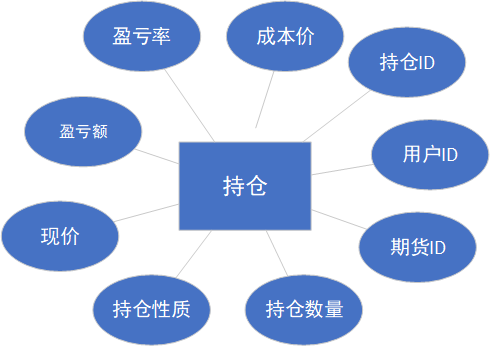 盈亏率
成本价
持仓ID
盈亏额
用户ID
持仓
现价
期货ID
持仓性质
持仓数量